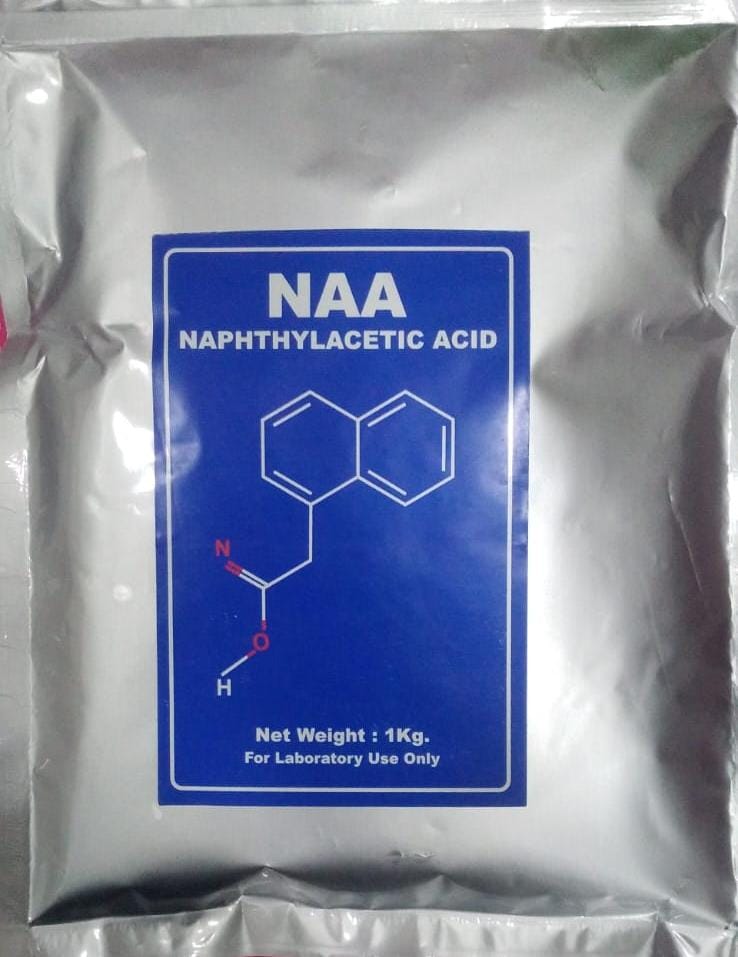 NAA
NAPHTHYLACETIC ACID
N
O
H
Net Weight : 1Kg.
For Laboratory Use Only